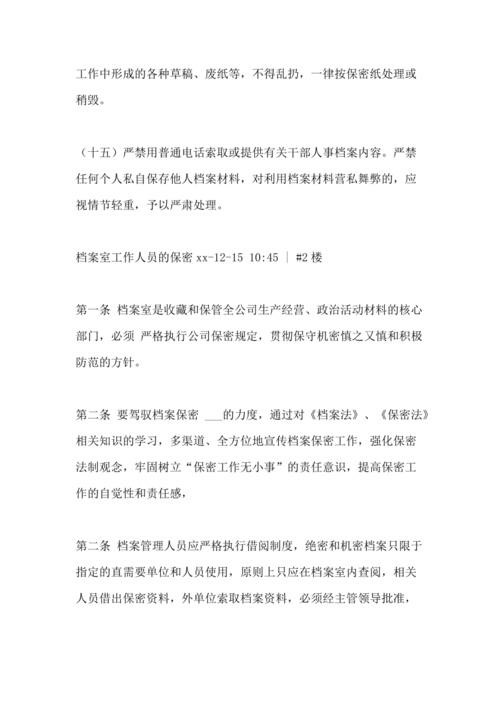 工作中形成的各种草稿、废纸等，不得乱扔，一律按保密纸处理或
稍毁。
（十五）严禁用普通电话索取或提供有关干部人事档案内容。严禁
任何个人私自保存他人档案材料，对利用档案材料营私舞弊的，应
视情节轻重，予以严肃处理。
档案室工作人员的保密 xx-12-15 10:45 | #2 楼
第一条 档案室是收藏和保管全公司生产经营、政治活动材料的核心
部门，必须 严格执行公司保密规定，贯彻保守机密慎之又慎和积极
防范的方针。
第二条 要驾驭档案保密 ___的力度，通过对《档案法》、《保密法》
相关知识的学习，多渠道、全方位地宣传档案保密工作，强化保密
法制观念，牢固树立“保密工作无小事”的责任意识，提高保密工
作的自觉性和责任感，
第二条 档案管理人员应严格执行借阅制度，绝密和机密档案只限于
指定的直需要单位和人员使用，原则上只应在档案室内查阅，相关
人员借出保密资料，外单位索取档案资料，必须经主管领导批准，